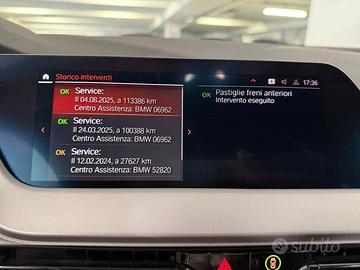 Storico interventi
17:36
OK Service:
Il 04.08.2025, a 113386 km
Centro Assistenza: BMW 06962
OK Service:
Il 24.03.2025, a 100388 km
Centro Assistenza: BMW 06962
OK Service:
Il 12.02.2024, a 27627 km
Centro Assistenza: BMW 52820
OK Pastiglie freni anteriori
Intervento eseguito
subito